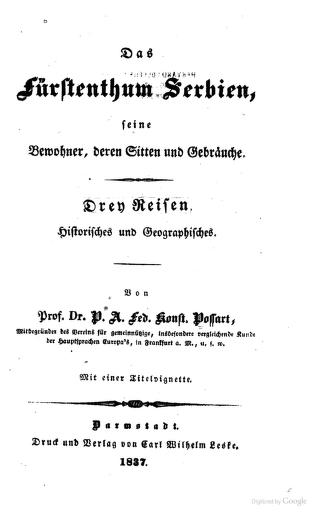 Das
Fürstenthum Serbien,
seine
Bewohner, deren Sitten und Gebräuche.
Drey Reisen.
Historisches und Geographisches.
Von
Prof. Dr. P. A. Fed. Konst. Possart,
Mitbegründer des Vereins für gemeinnützige, insbesondere vergleichende Kunde
der Hauptsprachen Europa's, in Frankfurt a. M., u. s. w.
Mit einer Titelvignette.
Darmstadt.
Druck und Verlag von Carl Wilhelm Leske.
1837.
Digitized by Google